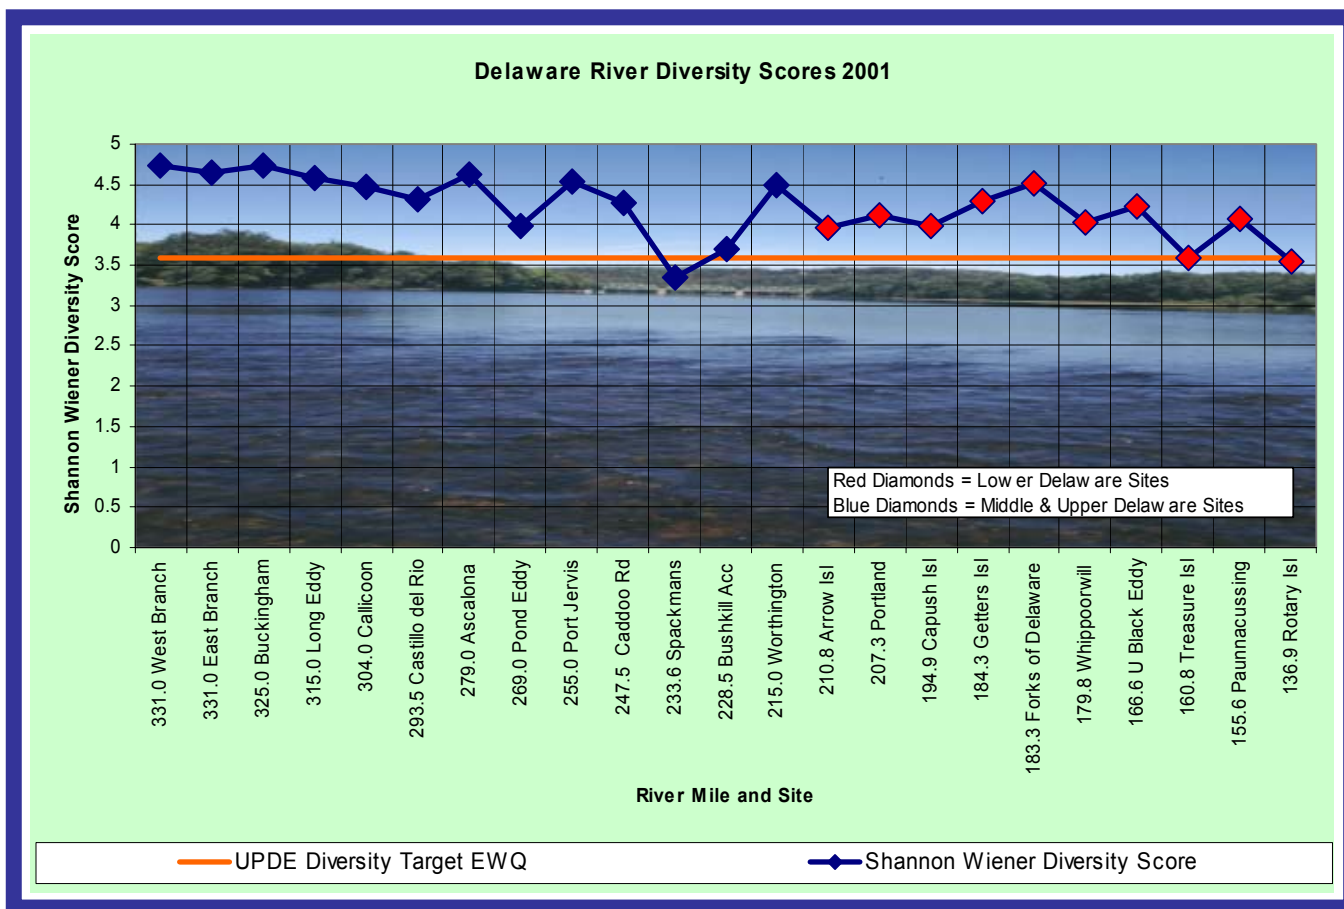 Delaware River Diversity Scores 2001
Shannon Wiener Diversity Score
5
4.5
4
3.5
3
2.5
2
1.5
1
0.5
0
Red Diamonds = Lower Delaware Sites
Blue Diamonds = Middle & Upper Delaware Sites
331.0 West Branch
331.0 East Branch
325.0 Buckingham
315.0 Long Eddy
304.0 Callicoon
293.5 Castillo del Rio
279.0 Ascalona
269.0 Pond Eddy
255.0 Port Jervis
247.5 Caddoo Rd
233.6 Spackmans
228.5 Bushkill Acc
215.0 Worthington
210.8 Arrow Isl
207.3 Portland
194.9 Capush Isl
184.3 Getters Isl
183.3 Forks of Delaware
179.8 Whippoorwill
166.6 U Black Eddy
160.8 Treasure Isl
155.6 Paunnacussing
136.9 Rotary Isl
River Mile and Site
UPDE Diversity Target EWQ
Shannon Wiener Diversity Score